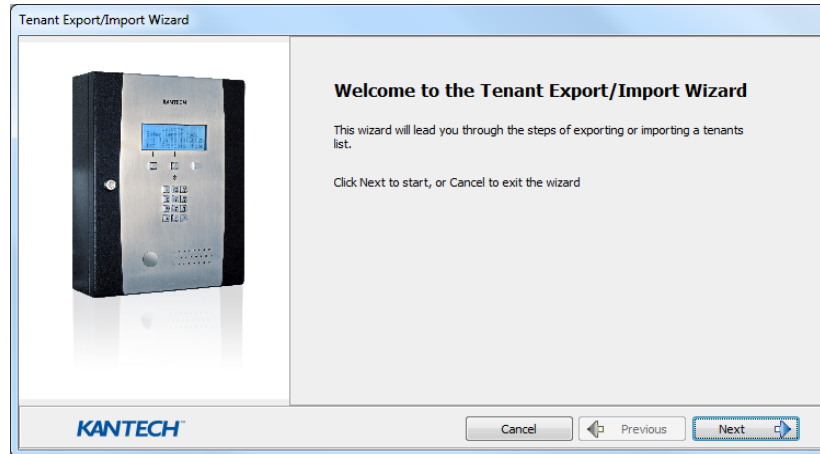 Tenant Export/Import Wizard
KANTECH
Welcome to the Tenant Export/Import Wizard
This wizard will lead you through the steps of exporting or importing a tenants
list.
Click Next to start, or Cancel to exit the wizard
KANTECH™
Cancel
Previous
Next